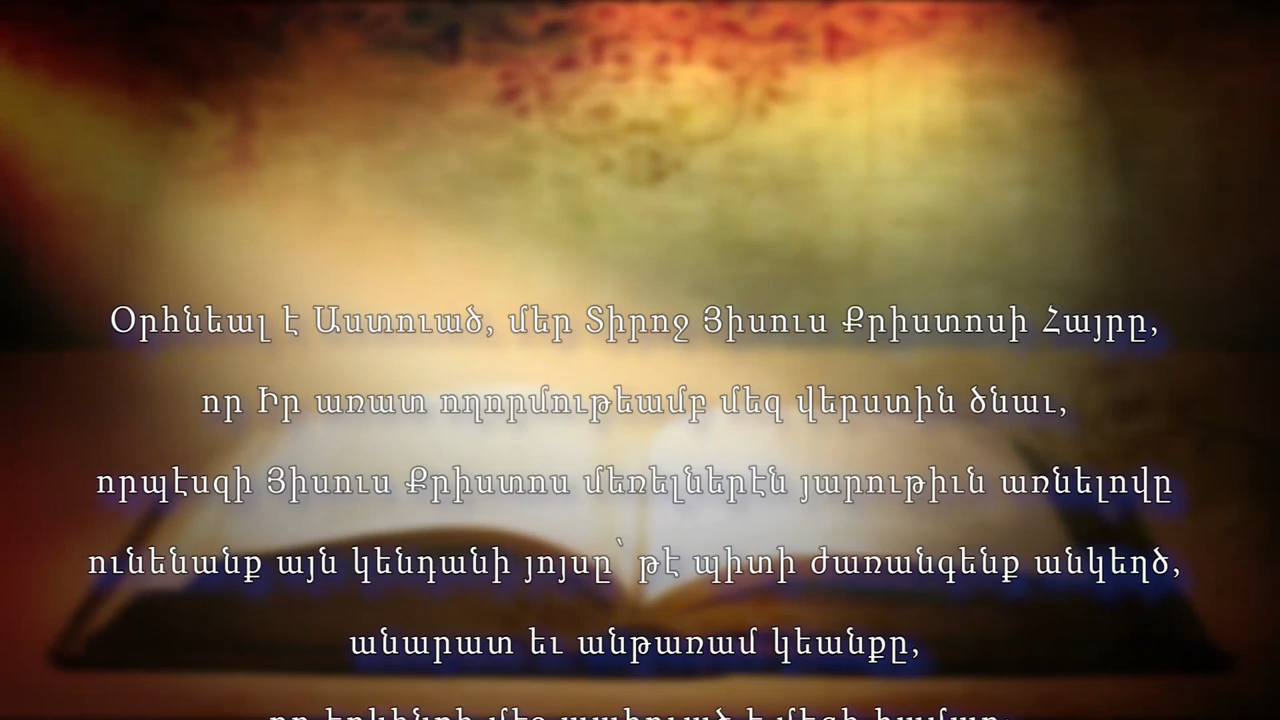 Օրհնեալ է Աստուած, մեր Տիրոջ Յիսուս Քրիստոսի Հայրը,
որ Իր առատ ողորմութեամբ մեզ վերստին ծնաւ,
որպէսզի Յիսուս Քրիստոս մեռելներէն յարութիւն առնելովը
ունենանք այն կենդանի յոյսը՝ թէ պիտի ժառանգենք անկեղծ,
անարատ եւ անթառամ կեանքը,